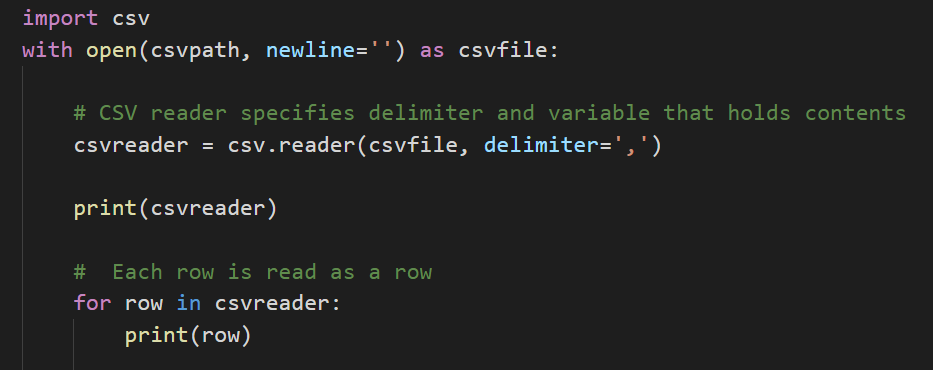 import csv
with open(csvpath, newline='') as csvfile:
# CSV reader specifies delimiter and variable that holds contents
csvreader = csv.reader(csvfile, delimiter=',')
print(csvreader)
#  Each row is read as a row
for row in csvreader:
print(row)